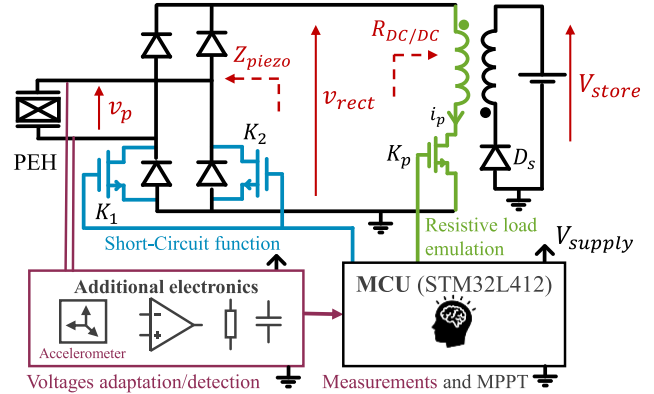 Z_piezo
R_DC/DC
v_p
v_rect
V_store
i_p
K_2
K_p
D_s
PEH
K_1
Short-Circuit function
Resistive load
emulation
V_supply
Additional electronics
Accelerometer
MCU (STM32L412)
Voltages adaptation/detection
Measurements and MPPT